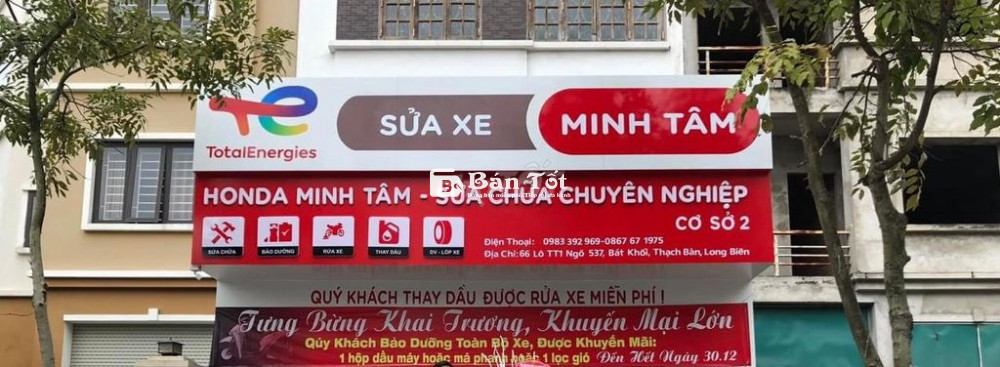 TotalEnergies
SỬA XE
MINH TÂM
Bán Tốt
HONDA MINH TÂM - SỬA CHỮA CHUYÊN NGHIỆP
CƠ SỞ 2
SỬA CHỮA
BẢO DƯỠNG
RỬA XE
THAY DẦU
DV - LỐP XE
Điện Thoại: 0983 392 969-0867 67 1975
Địa Chỉ: 66 Lô TT1 Ngõ 537, Bát Khối, Thạch Bàn, Long Biên
QUÝ KHÁCH THAY DẦU ĐƯỢC RỬA XE MIỄN PHÍ !
Tưng Bừng Khai Trương, Khuyến Mại Lớn
Qúy Khách Bảo Dưỡng Toàn Bộ Xe, Được Khuyến Mãi:
1 hộp dầu máy hoặc má phanh hoặc 1 lọc gió Đến Hết Ngày 30.12